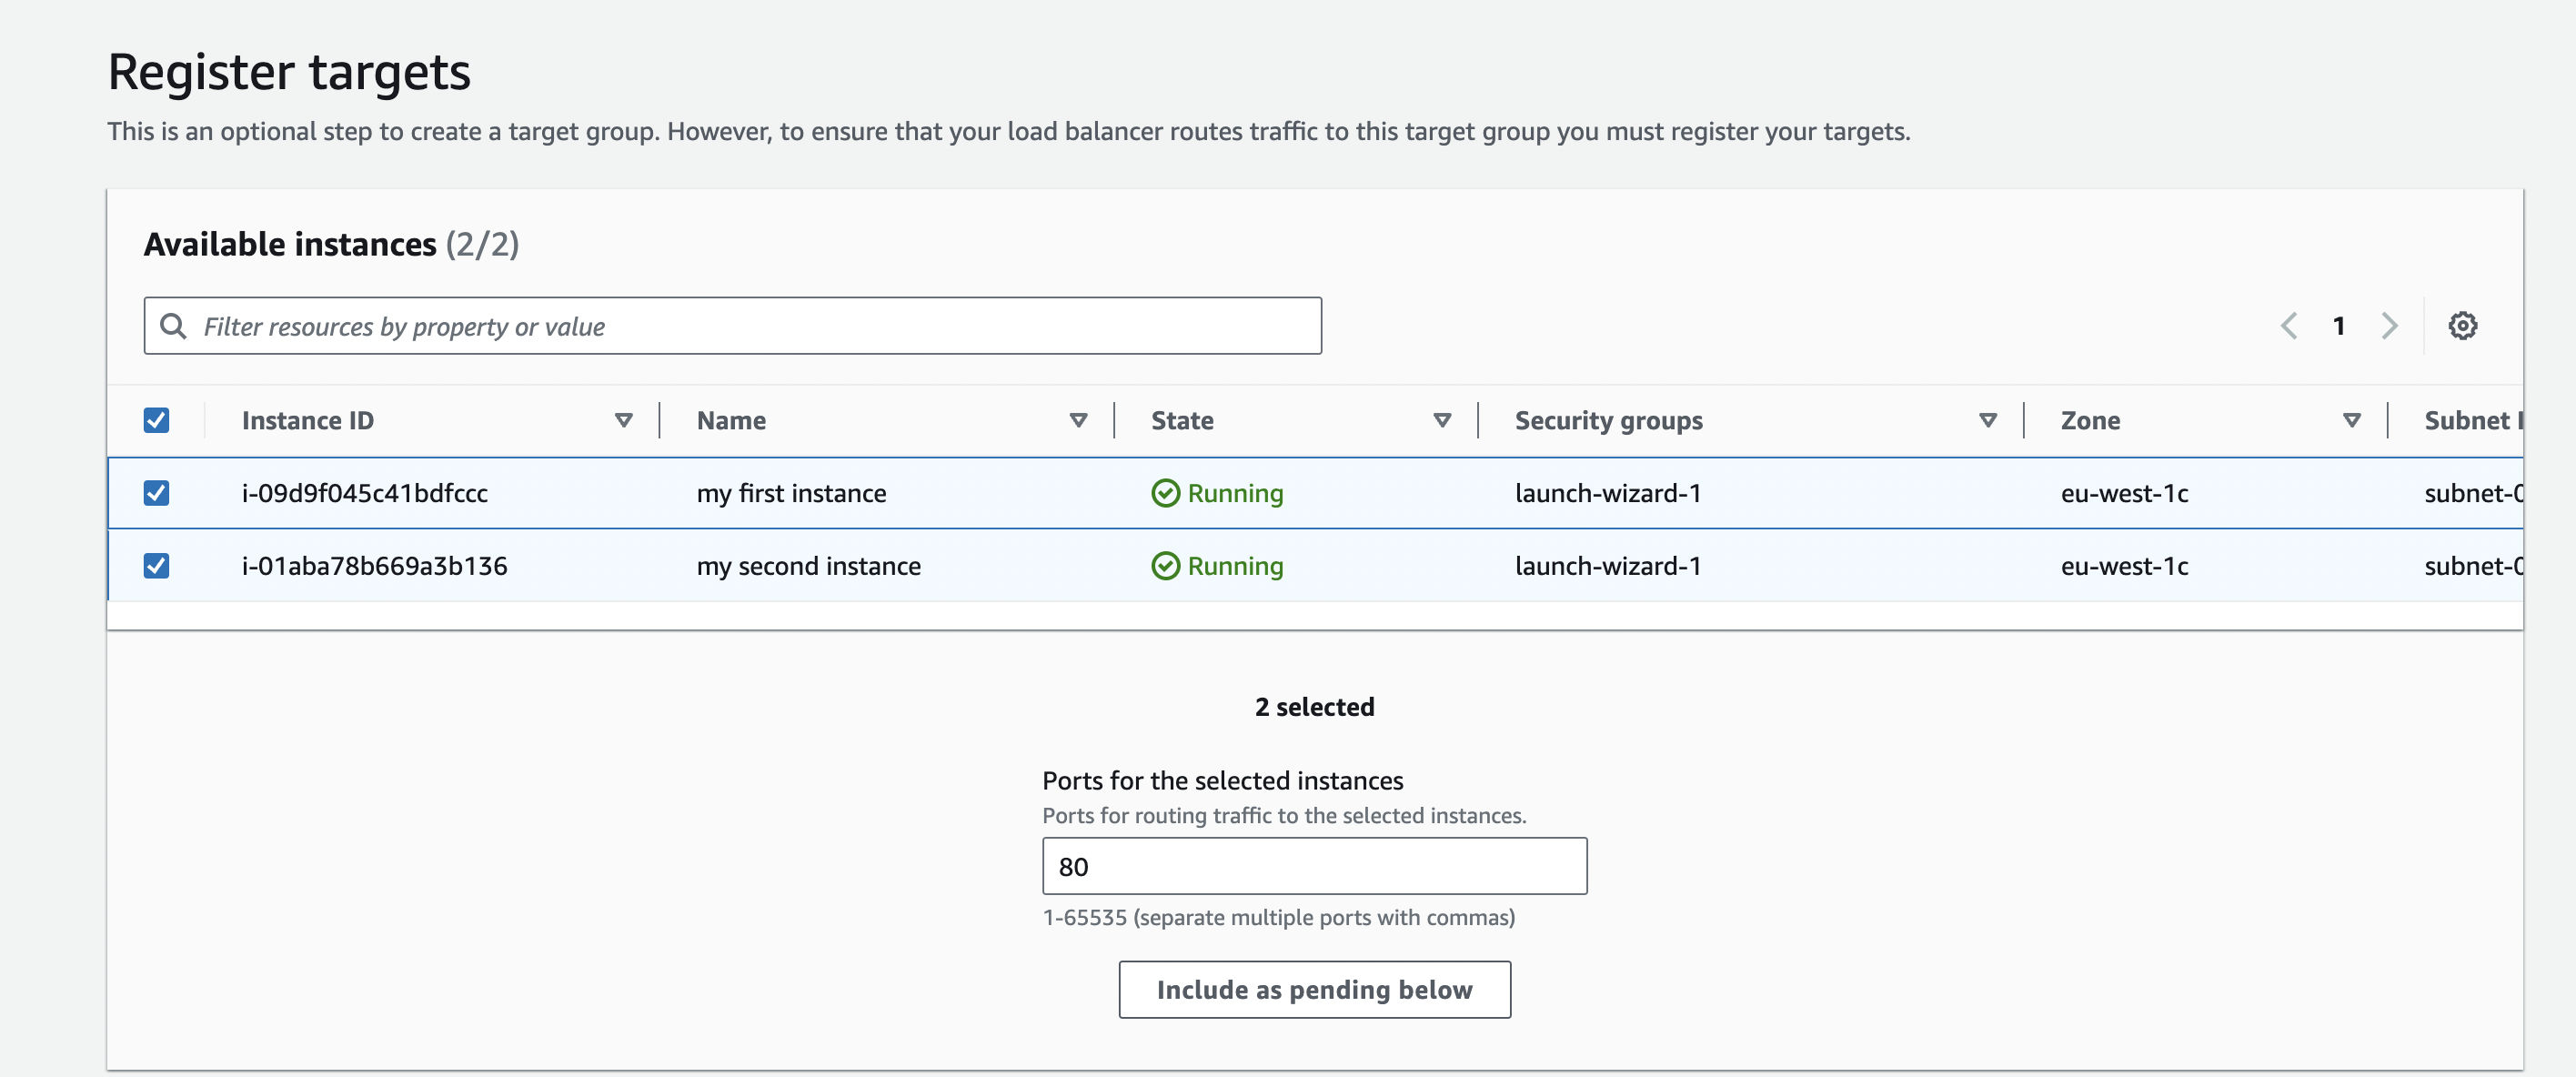 Register targets
This is an optional step to create a target group. However, to ensure that your load balancer routes traffic to this target group you must register your targets.
Available instances (2/2)
Filter resources by property or value
1
Instance ID Name State Security groups Zone Subnet
i-09d9f045c41bdfccc my first instance Running launch-wizard-1 eu-west-1c subnet-0
i-01aba78b669a3b136 my second instance Running launch-wizard-1 eu-west-1c subnet-0
2 selected
Ports for the selected instances
Ports for routing traffic to the selected instances.
80
1-65535 (separate multiple ports with commas)
Include as pending below